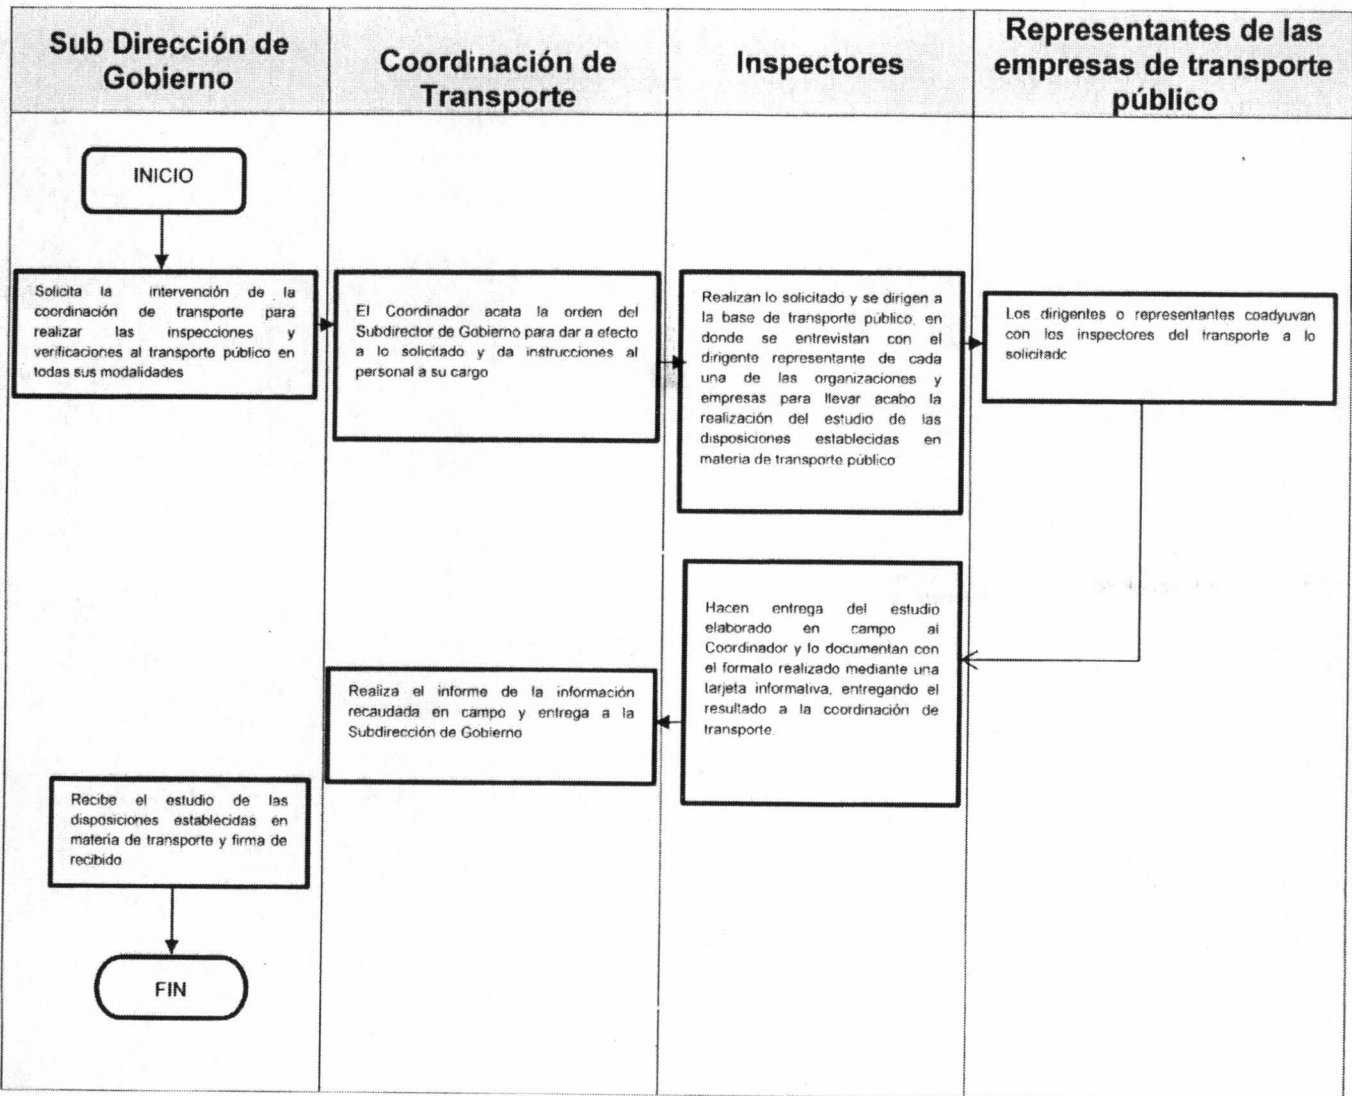 Sub Dirección de
Gobierno
Coordinación de
Transporte
Inspectores
Representantes de las
empresas de transporte
público
INICIO
Solicita la intervención de la
coordinación de transporte para
realizar las inspecciones y
verificaciones al transporte público en
todas sus modalidades
El Coordinador acata la orden del
Subdirector de Gobierno para dar a efecto
a lo solicitado y da instrucciones al
personal a su cargo
Realizan lo solicitado y se dirigen a
la base de transporte público, en
donde se entrevistan con el
dirigente representante de cada
una de las organizaciones y
empresas para llevar acabo la
realización del estudio de las
disposiciones establecidas en
materia de transporte público
Los dirigentes o representantes coadyuvan
con los inspectores del transporte a lo
solicitado
Hacen entrega del estudio
elaborado en campo al
Coordinador y lo documentan con
el formato realizado mediante una
tarjeta informativa, entregando el
resultado a la coordinación de
transporte.
Realiza el informe de la información
recaudada en campo y entrega a la
Subdirección de Gobierno
Recibe el estudio de las
disposiciones establecidas en
materia de transporte y firma de
recibido
FIN